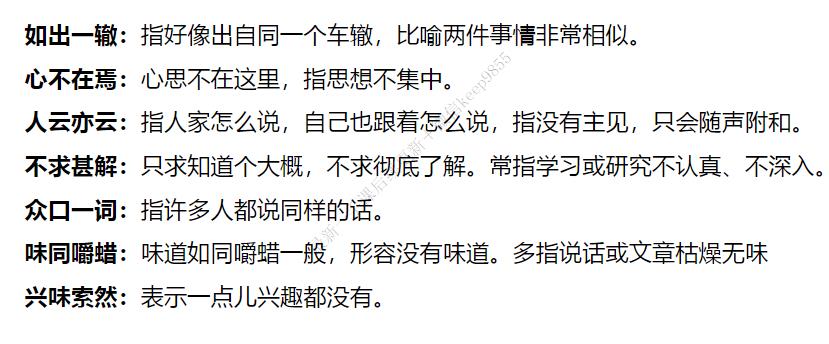 如出一辙：指好像出自同一个车辙，比喻两件事情非常相似。
心不在焉：心思不在这里，指思想不集中。
人云亦云：指人家怎么说，自己也跟着怎么说，指没有主见，只会随声附和。
不求甚解：只求知道个大概，不求彻底了解。常指学习或研究不认真、不深入。
众口一词：指许多人都说同样的话。
味同嚼蜡：味道如同嚼蜡一般，形容没有味道。多指说话或文章枯燥无味
兴味索然：表示一点儿兴趣都没有。